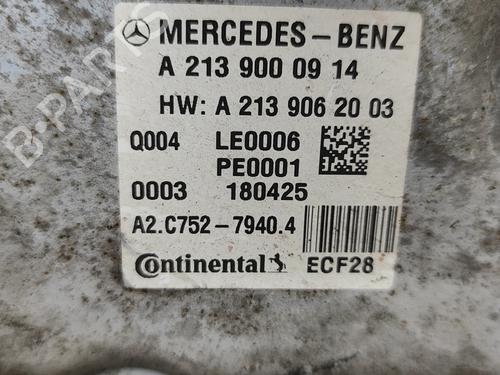 MERCEDES-BENZ
A 213 900 09 14
HW: A 213 906 20 03
Q004 LE0006
PE0001
0003 180425
A2.C752-7940.4
Continental ECF28
B-PARTS